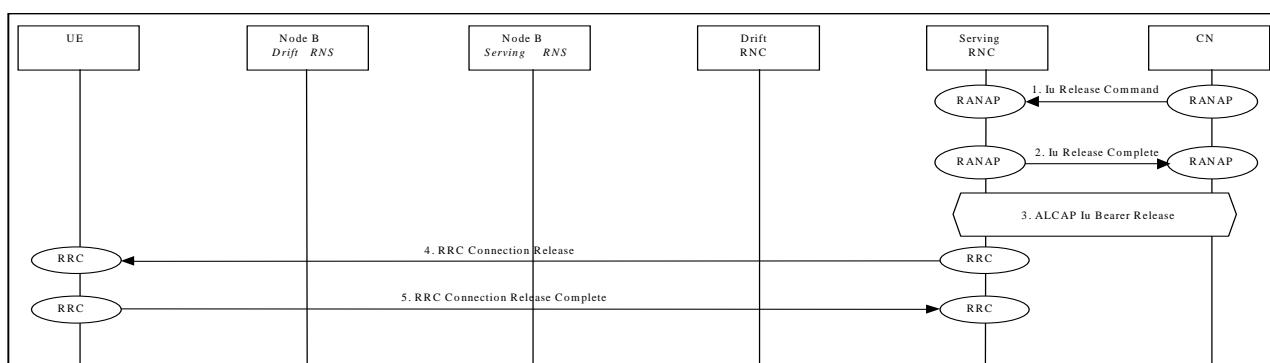 UE
Node B
Drift RNS
Node B
Serving RNS
Drift
RNC
Serving
RNC
CN
RANAP
1. Iu Release Command
RANAP
RANAP
2. Iu Release Complete
RANAP
3. ALCAP Iu Bearer Release
RRC
4. RRC Connection Release
RRC
RRC
5. RRC Connection Release Complete
RRC